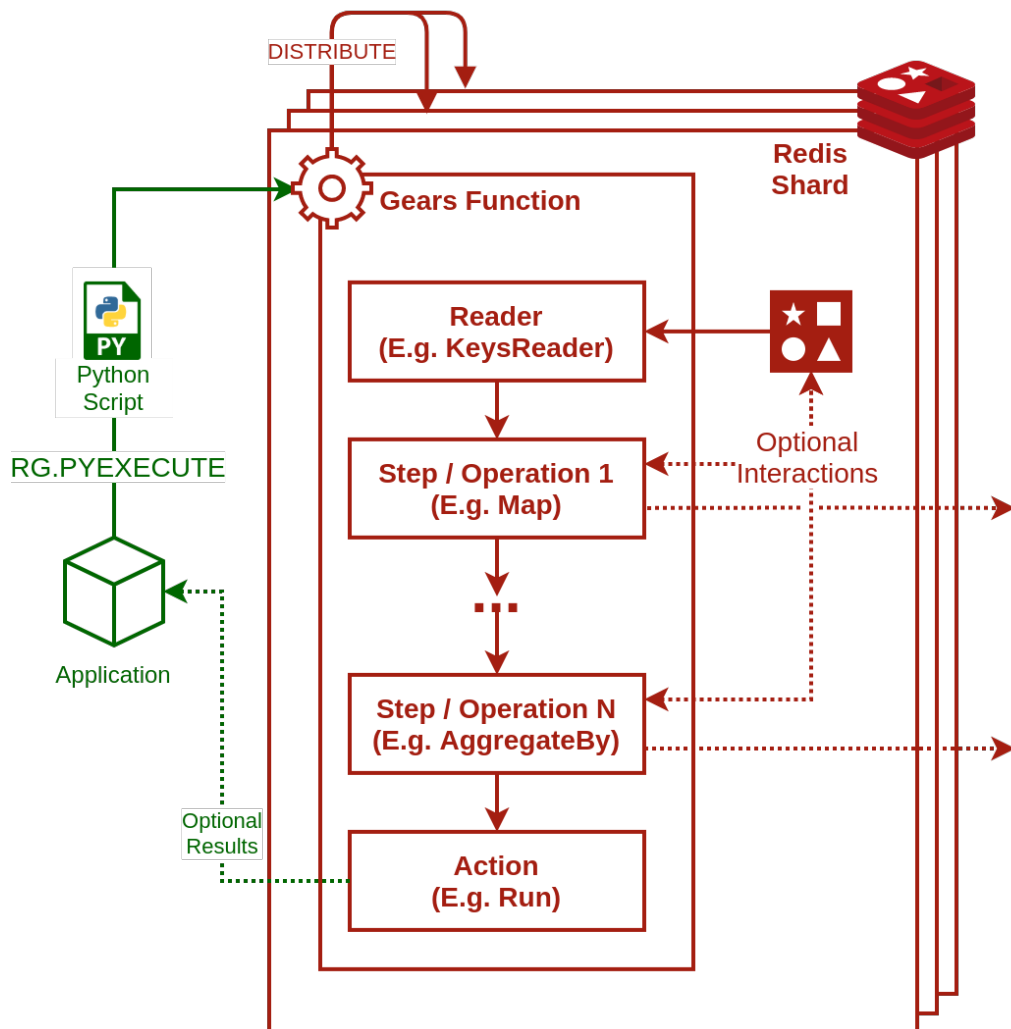 DISTRIBUTE
Redis
Shard
Gears Function
Reader
(E.g. KeysReader)
PY
Python
Script
RG.PYEXECUTE
Optional
Interactions
Step / Operation 1
(E.g. Map)
...
Application
Step / Operation N
(E.g. AggregateBy)
Optional
Results
Action
(E.g. Run)